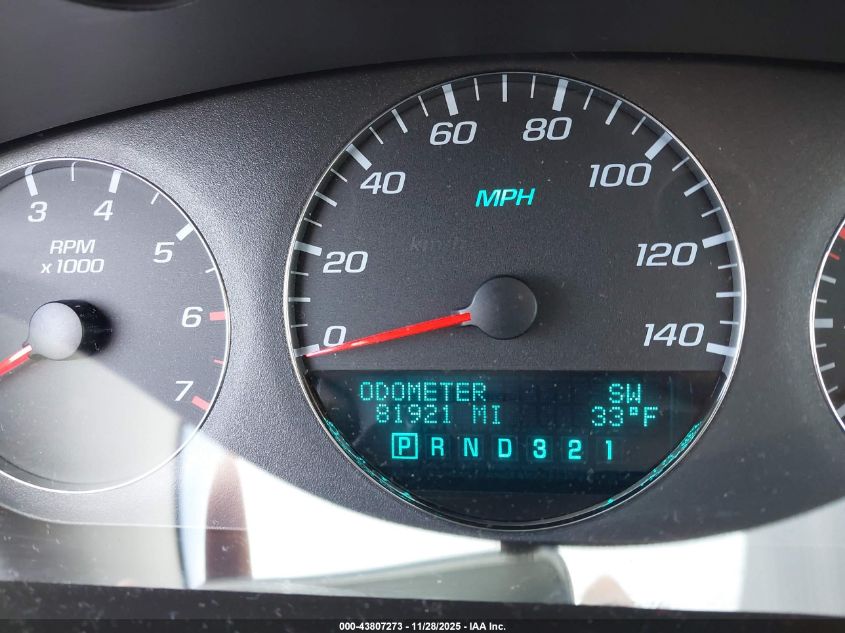 3 4 5 6 7
RPM
x1000
0 20 40 60 80 100 120 140
MPH
km/h
ODOMETER SW
81921 MI 33°F
P R N D 3 2 1
000-43807273 - 11/28/2025 - IAA Inc.